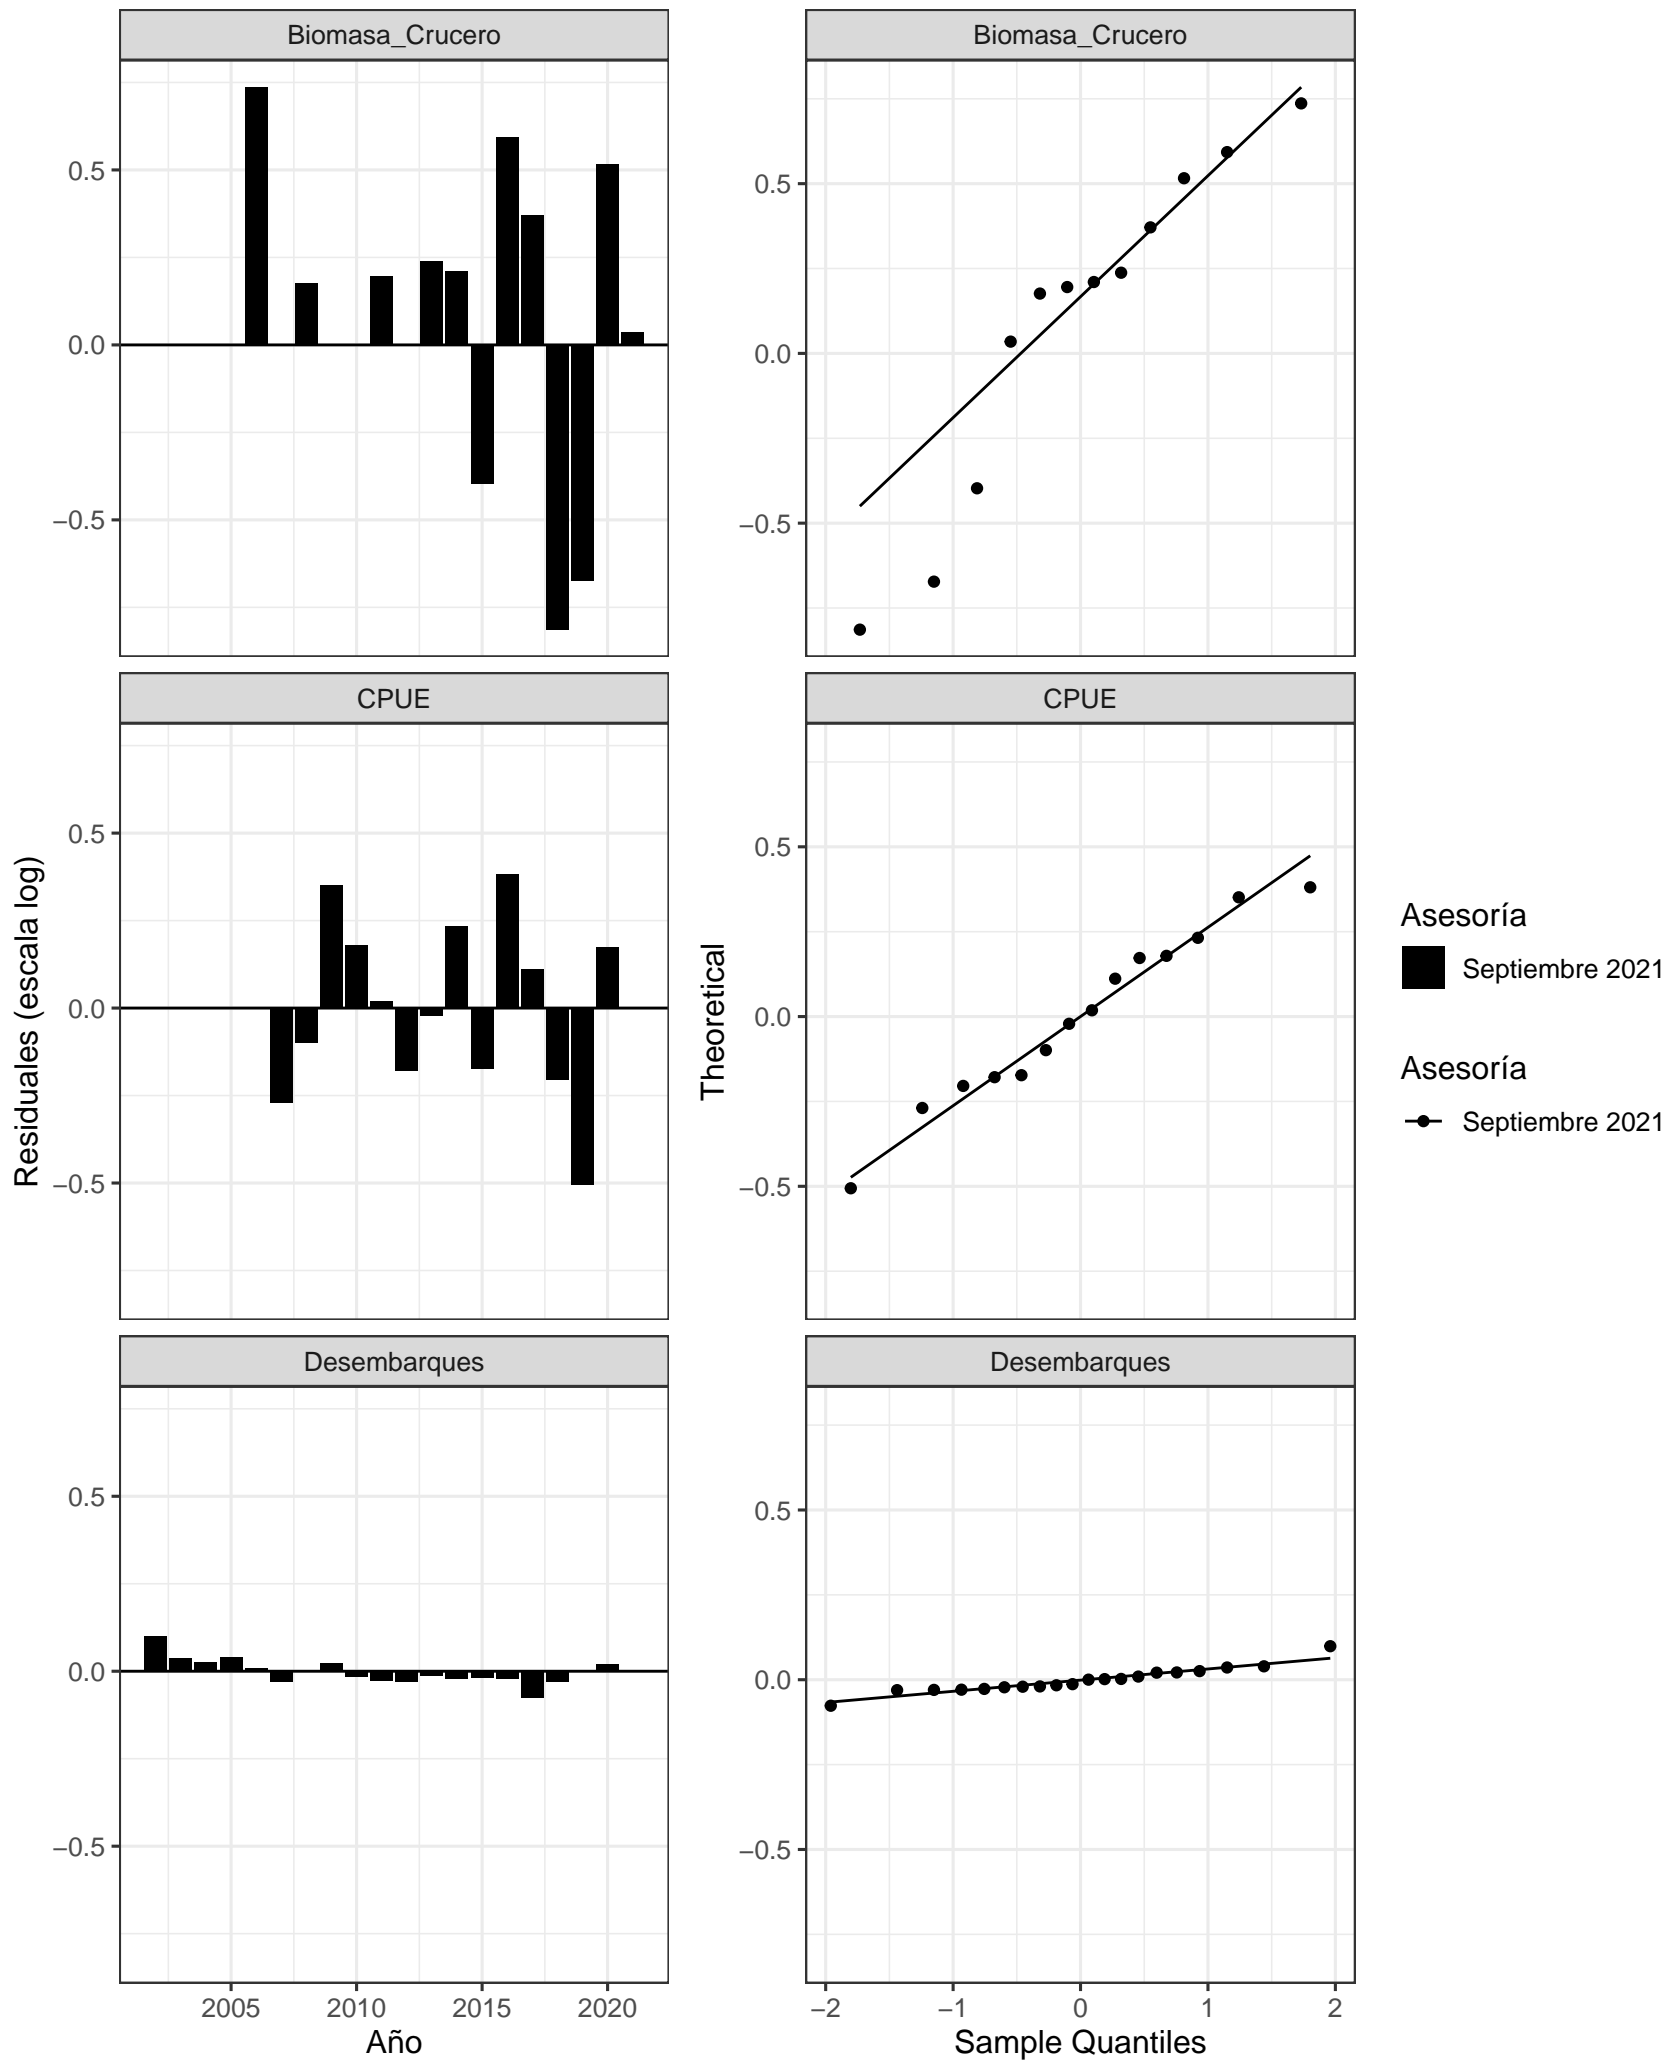 Biomasa_Crucero
0.5
0.0
−0.5
Biomasa_Crucero
0.5
0.0
−0.5
CPUE
0.5
0.0
−0.5
CPUE
0.5
0.0
−0.5
Desembarques
0.5
0.0
−0.5
2005 2010 2015 2020
Desembarques
0.5
0.0
−0.5
−2 −1 0 1 2
Residuales (escala log)
Año
Theoretical
Sample Quantiles
Asesoría
Septiembre 2021
Asesoría
Septiembre 2021